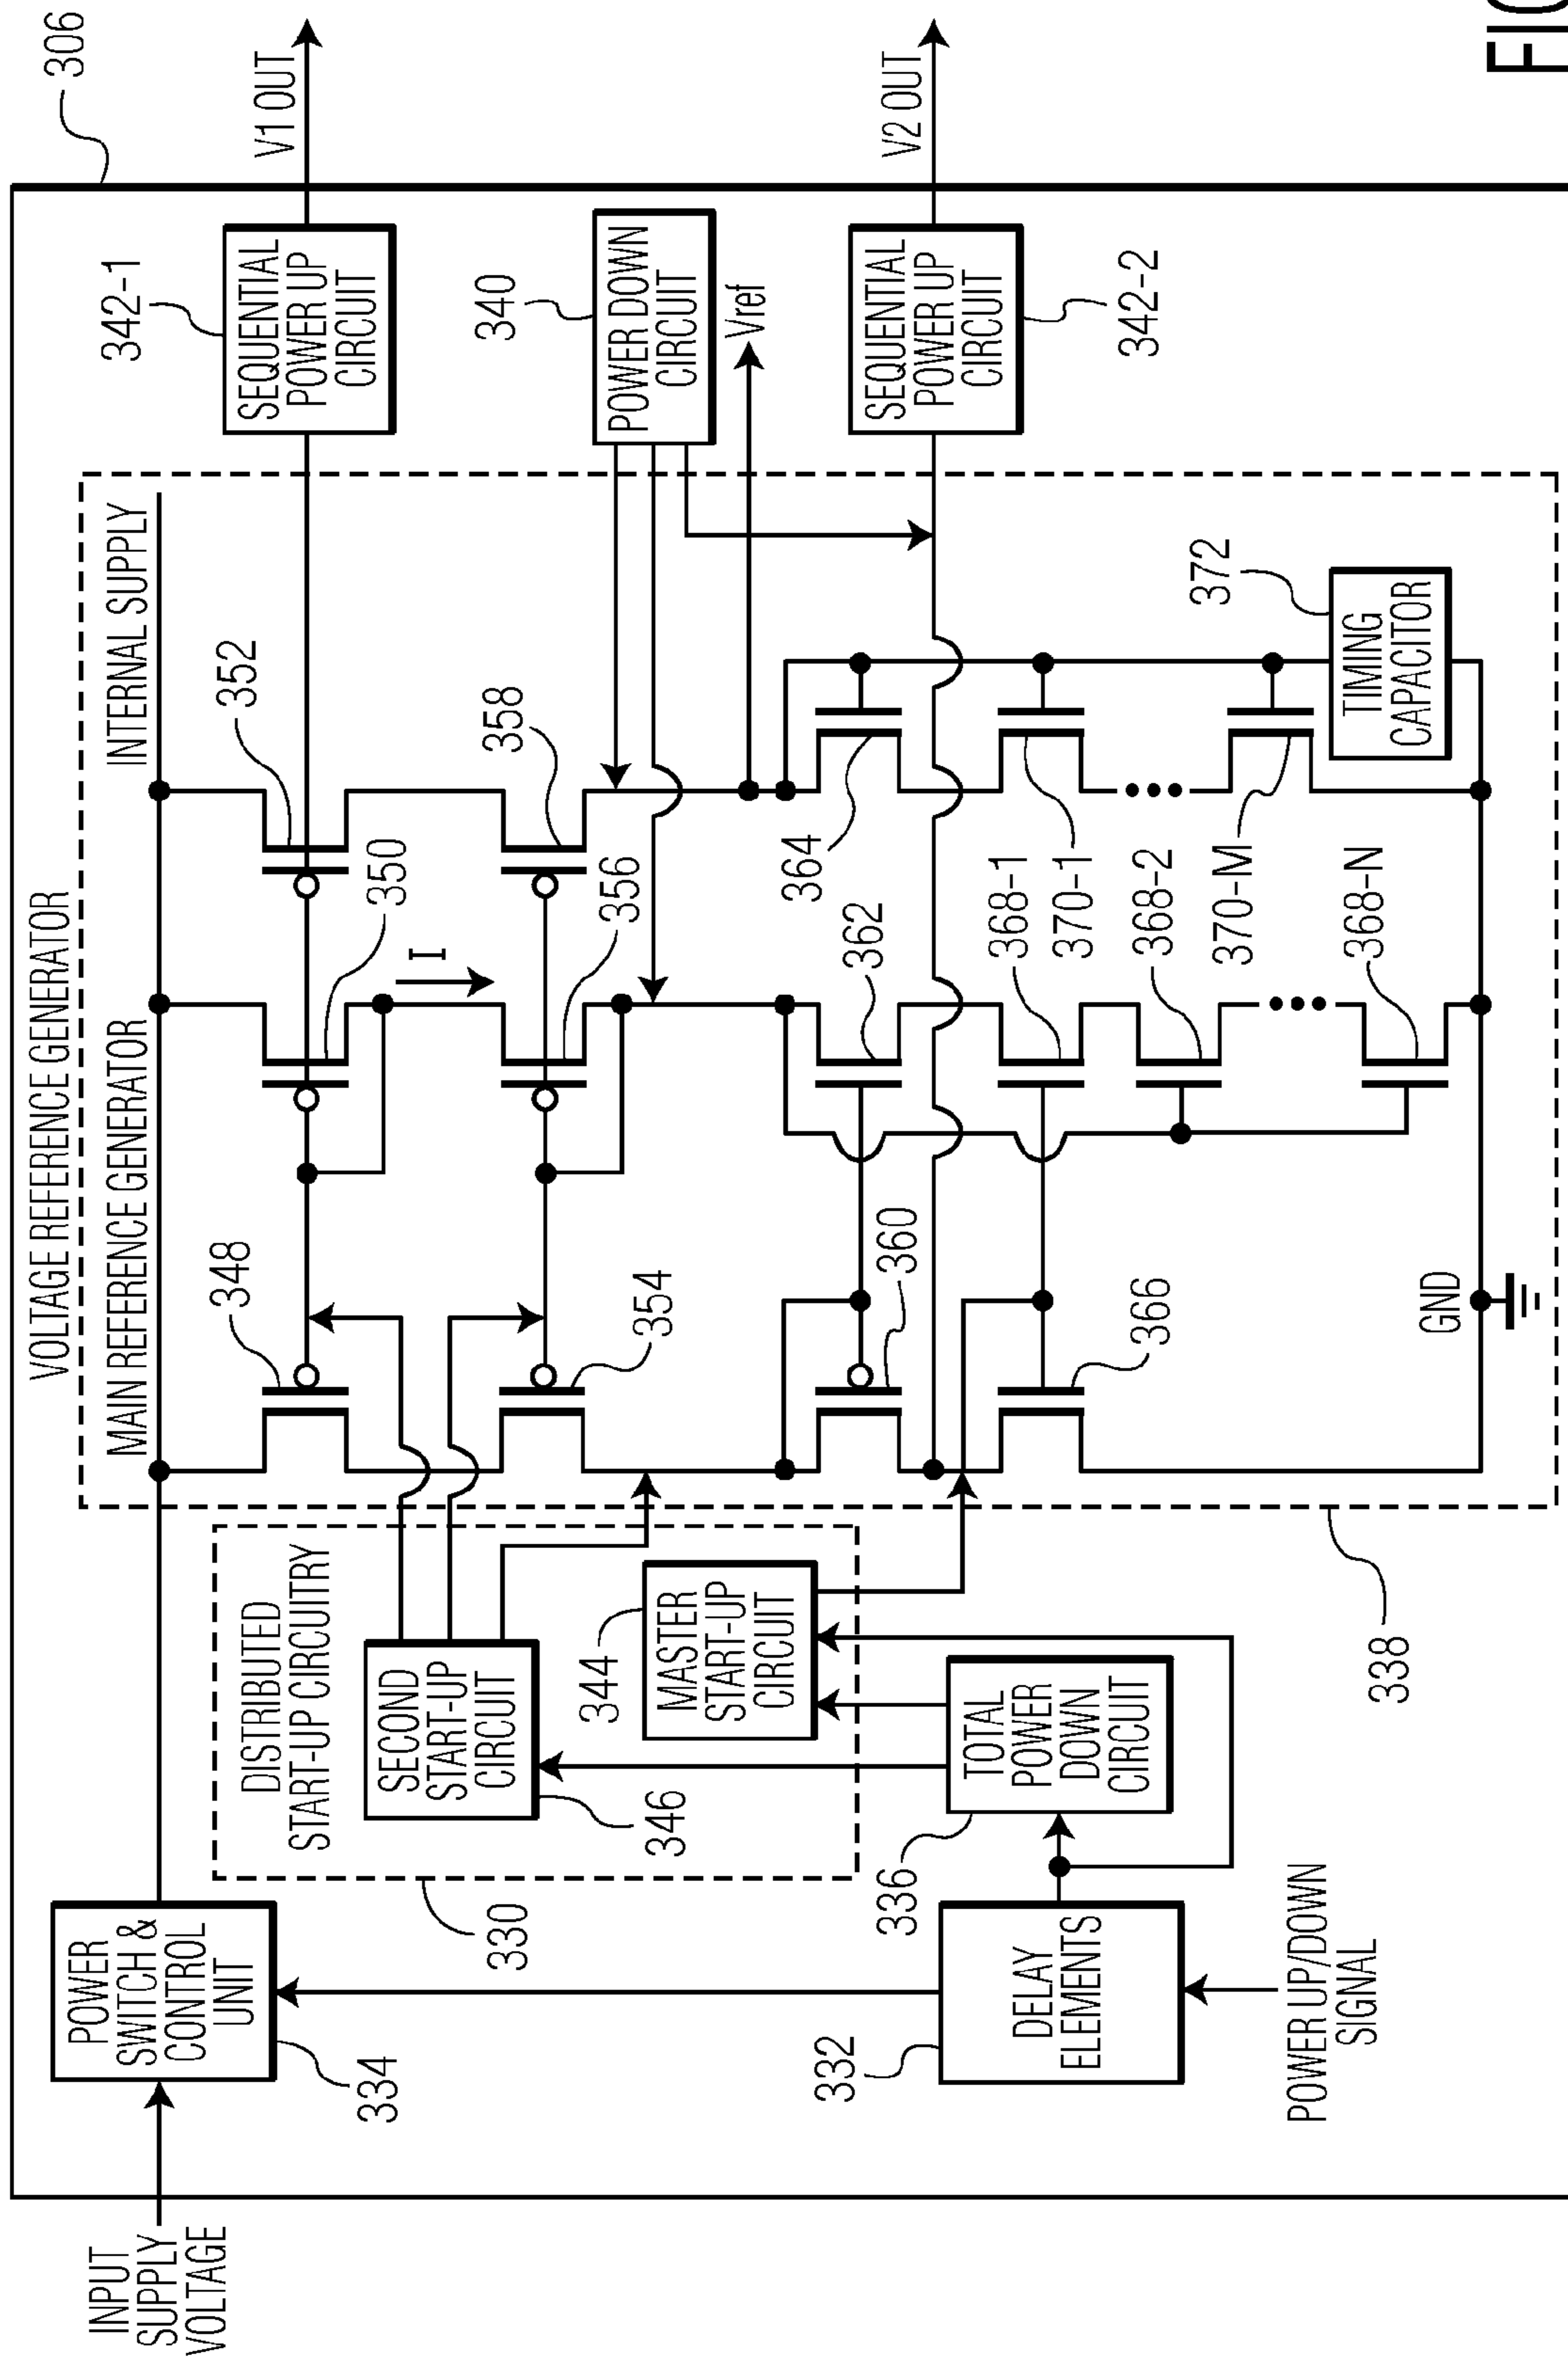 306
VOLTAGE REFERENCE GENERATOR
MAIN REFERENCE GENERATOR
INTERNAL SUPPLY
INPUT
SUPPLY
VOLTAGE
POWER
SWITCH &
CONTROL
UNIT
334
DISTRIBUTED
START-UP CIRCUITRY
330
SECOND
START-UP
CIRCUIT
346
MASTER
START-UP
CIRCUIT
344
TOTAL
POWER
DOWN
CIRCUIT
336
DELAY
ELEMENTS
332
POWER UP/DOWN
SIGNAL
338
348
350
352
I
354
356
358
360
362
364
366
368-1
370-1
368-2
370-M
368-N
TIMING
CAPACITOR
372
GND
342-1
SEQUENTIAL
POWER UP
CIRCUIT
V1 OUT
340
POWER DOWN
CIRCUIT
Vref
SEQUENTIAL
POWER UP
CIRCUIT
342-2
V2 OUT